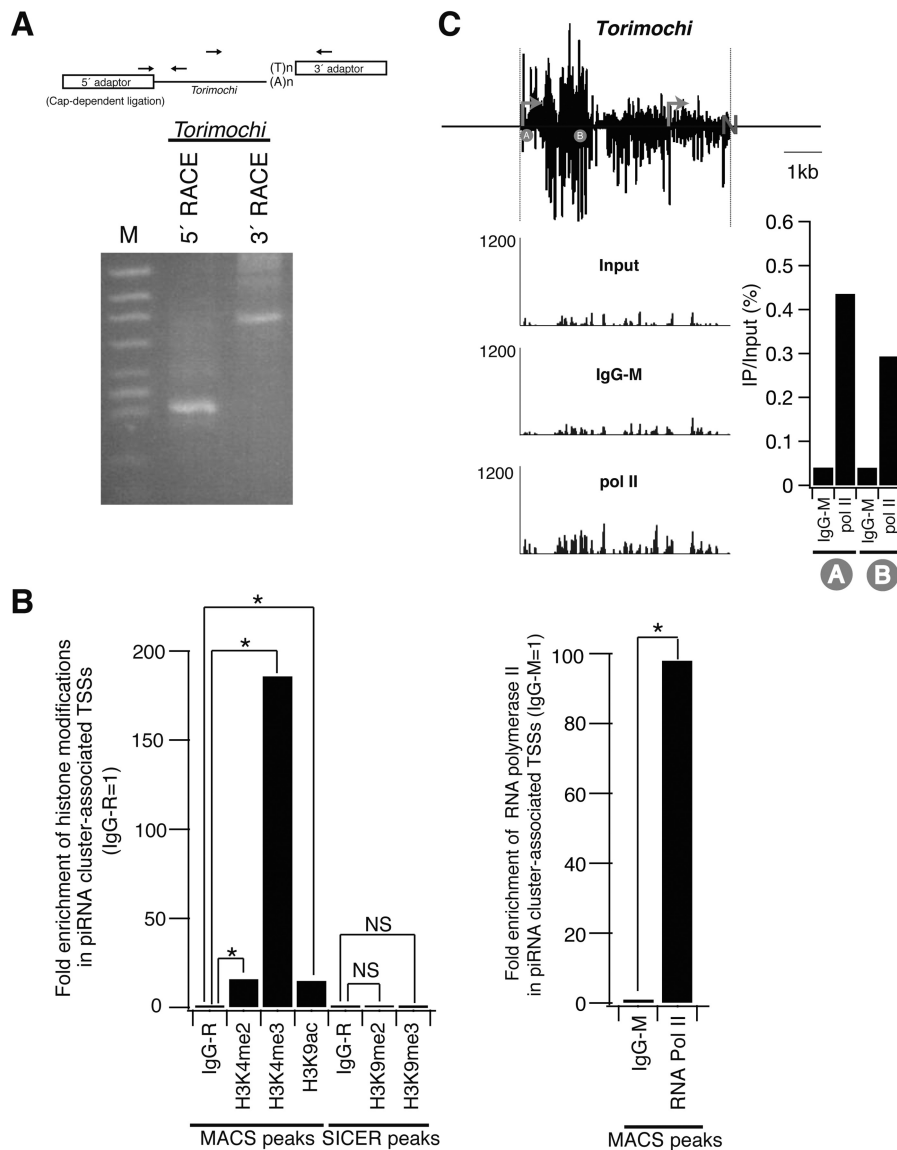 A
5´ adaptor
(Cap-dependent ligation)
Torimochi
(T)n
(A)n
3´ adaptor
Torimochi
M
5´ RACE
3´ RACE
C
Torimochi
A
B
1kb
1200
Input
1200
IgG-M
1200
pol II
IP/Input (%)
0.6
0.5
0.4
0.3
0.2
0.1
0
IgG-M
pol II
IgG-M
pol II
A
B
B
Fold enrichment of histone modifications
in piRNA cluster-associated TSSs
(IgG-R=1)
200
150
100
50
0
*
*
*
NS
NS
IgG-R
H3K4me2
H3K4me3
H3K9ac
IgG-R
H3K9me2
H3K9me3
MACS peaks
SICER peaks
Fold enrichment of RNA polymerase II
in piRNA cluster-associated TSSs (IgG-M=1)
100
80
60
40
20
0
*
IgG-M
RNA Pol II
MACS peaks